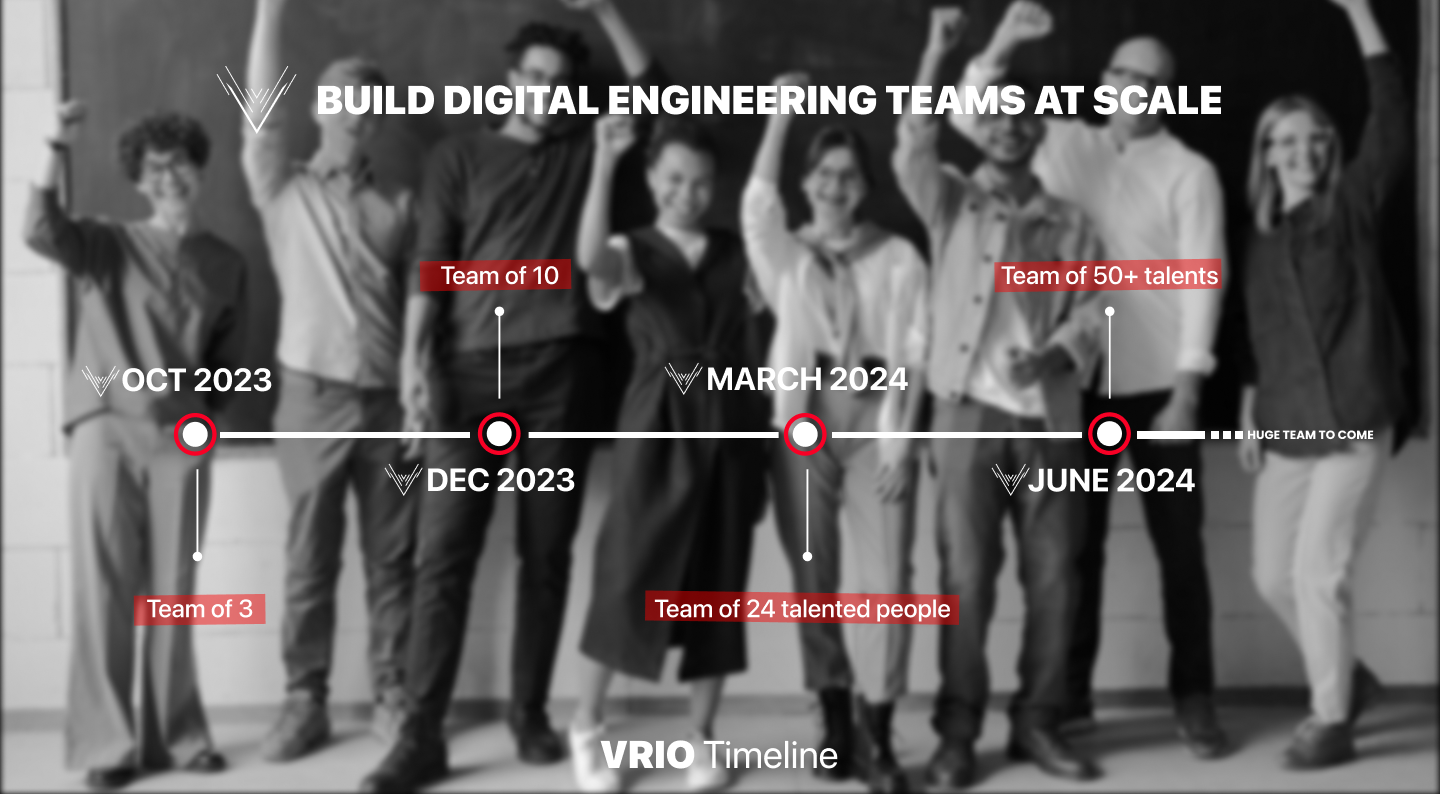 BUILD DIGITAL ENGINEERING TEAMS AT SCALE
Team of 10
Team of 50+ talents
OCT 2023
MARCH 2024
HUGE TEAM TO COME
DEC 2023
JUNE 2024
Team of 3
Team of 24 talented people
VRIO Timeline